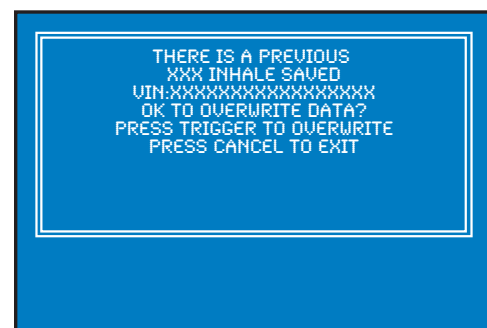 THERE IS A PREVIOUS
XXX INHALE SAVED
VIN:XXXXXXXXXXXXXXXXX
OK TO OVERWRITE DATA?
PRESS TRIGGER TO OVERWRITE
PRESS CANCEL TO EXIT